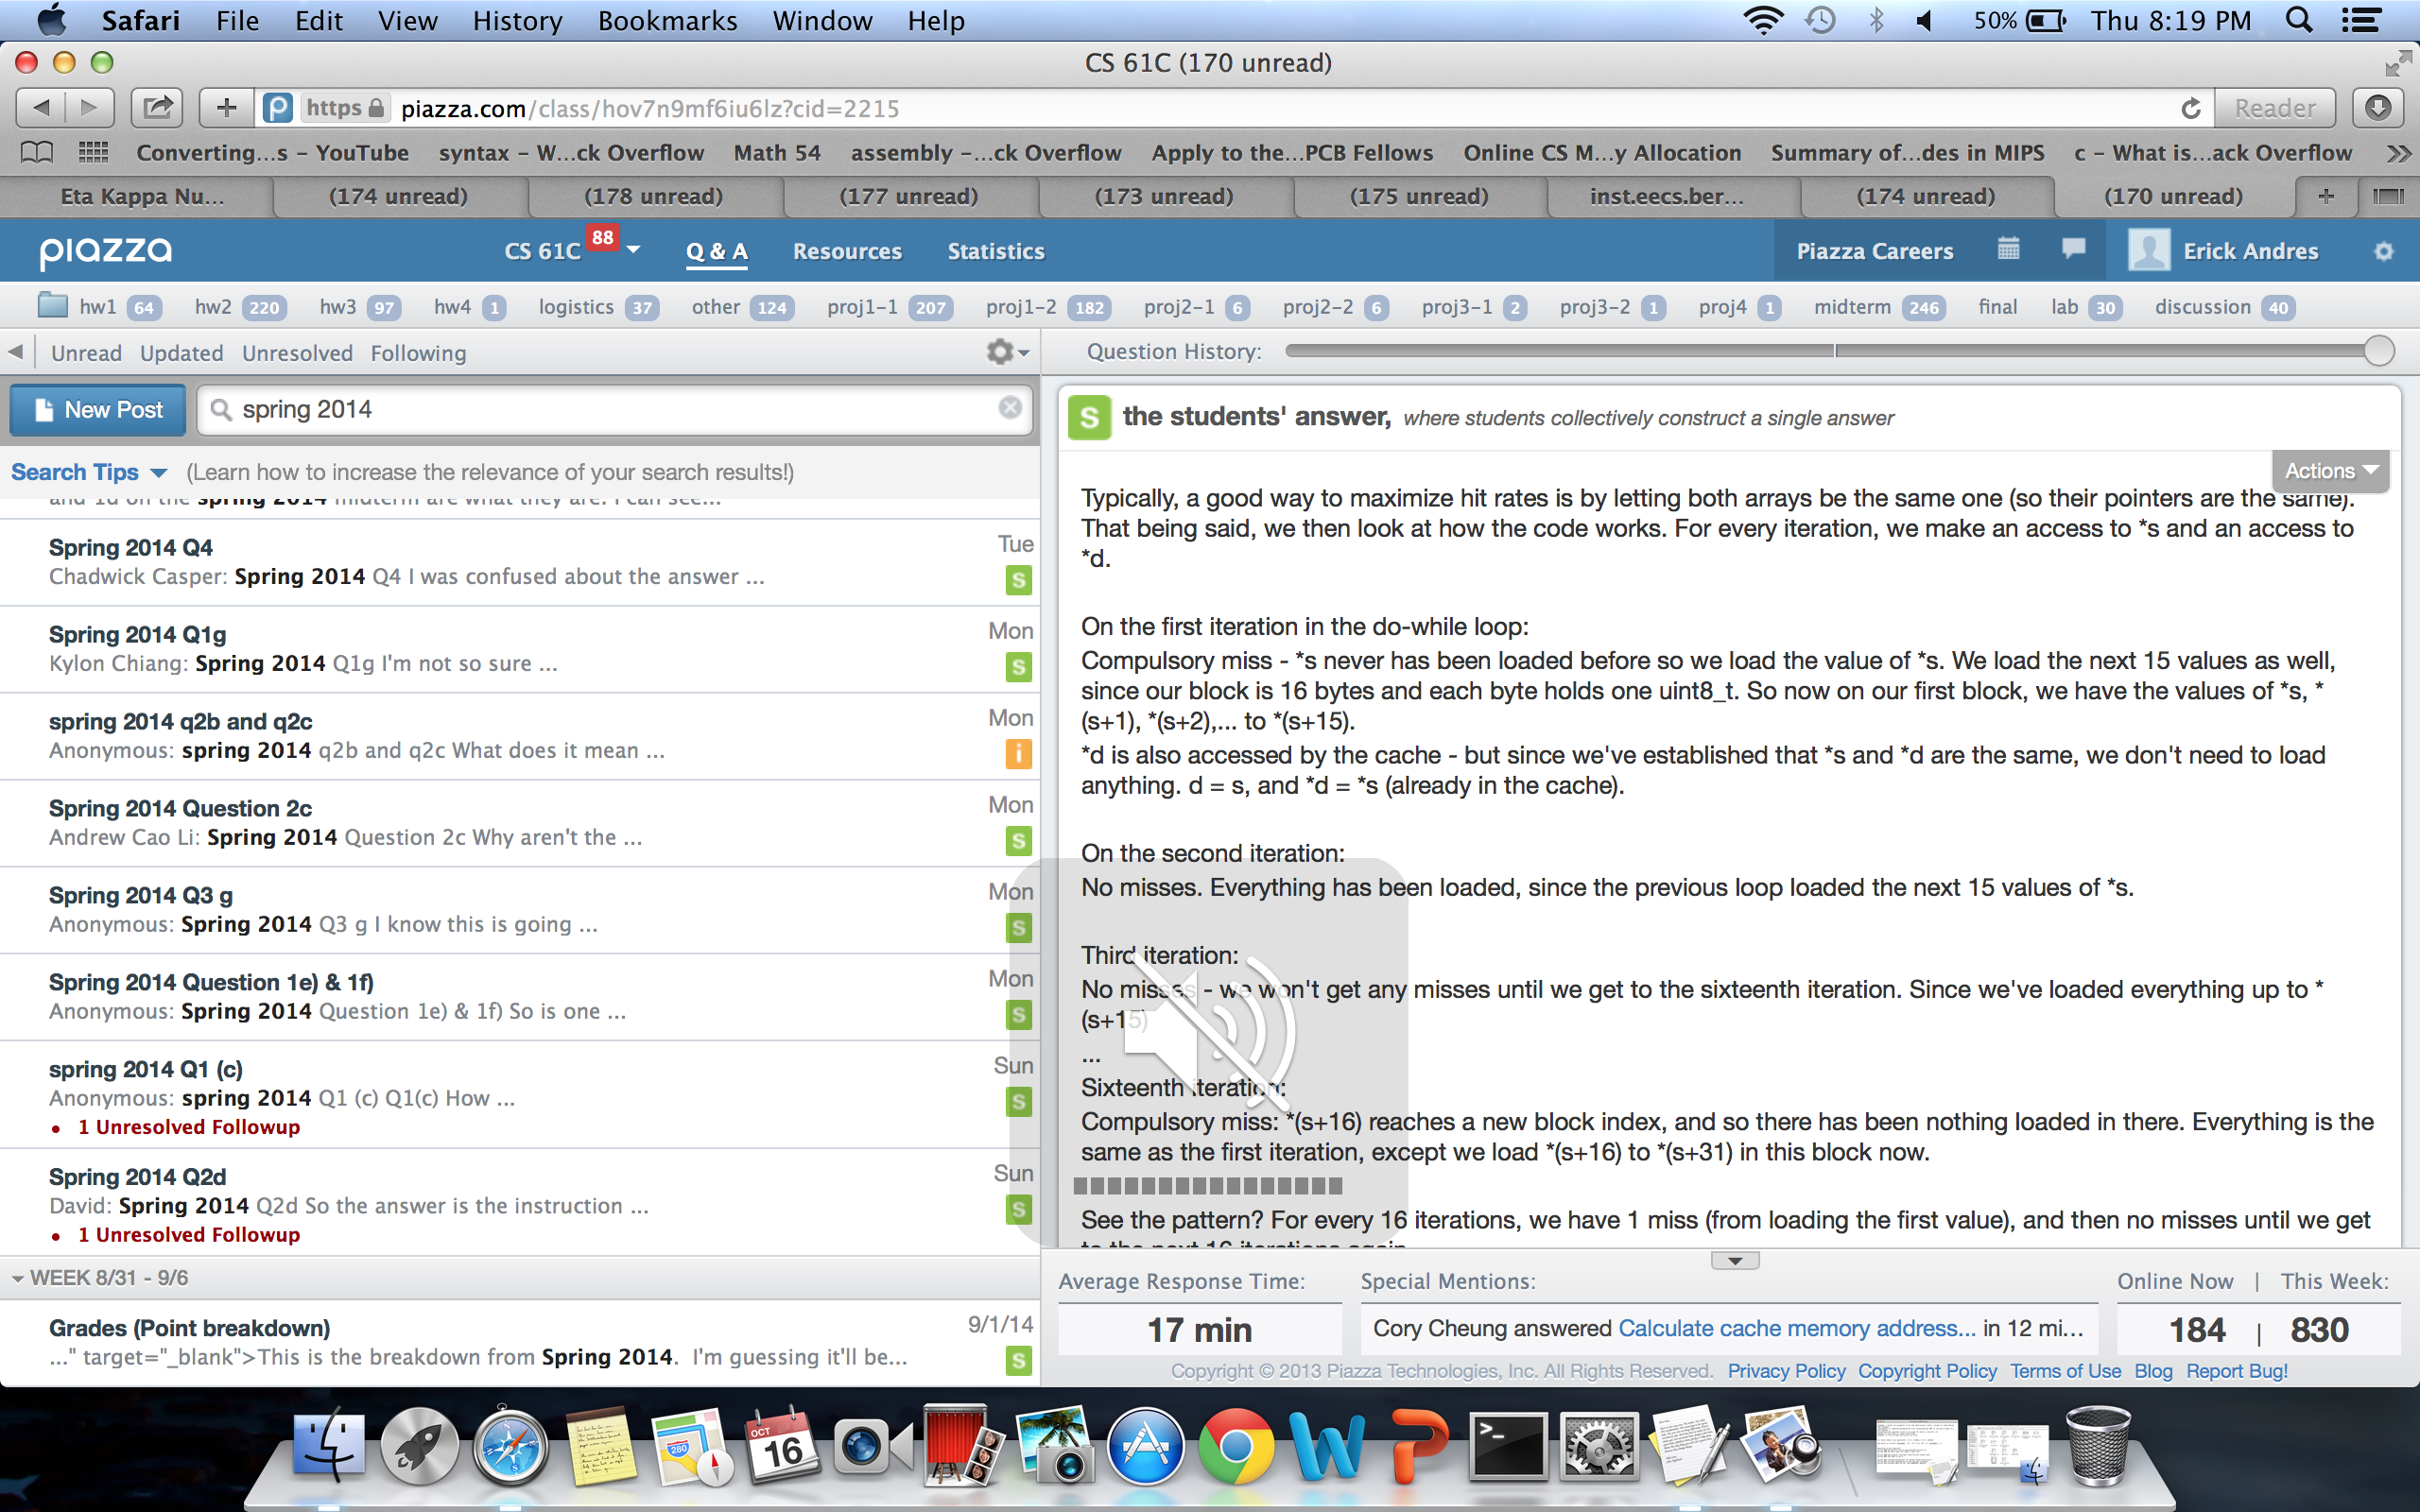 Safari File Edit View History Bookmarks Window Help 50% Thu 8:19 PM
CS 61C (170 unread)
https piazza.com/class/hov7n9mf6iu6lz?cid=2215 Reader
Converting...s – YouTube syntax – W...ck Overflow Math 54 assembly –...ck Overflow Apply to the...PCB Fellows Online CS M...y Allocation Summary of...des in MIPS c – What is...ack Overflow
Eta Kappa Nu... (174 unread) (178 unread) (177 unread) (173 unread) (175 unread) inst.eecs.ber... (174 unread) (170 unread)
piazza CS 61C 88 Q & A Resources Statistics Piazza Careers Erick Andres
hw1 64 hw2 220 hw3 97 hw4 1 logistics 37 other 124 proj1-1 207 proj1-2 182 proj2-1 6 proj2-2 6 proj3-1 2 proj3-2 1 proj4 1 midterm 246 final lab 30 discussion 40
Unread Updated Unresolved Following
New Post spring 2014
Search Tips (Learn how to increase the relevance of your search results!)
and 1d on the spring 2014 midterm are what they are. I can see...
Spring 2014 Q4 Tue
Chadwick Casper: Spring 2014 Q4 I was confused about the answer ... S
Spring 2014 Q1g Mon
Kylon Chiang: Spring 2014 Q1g I'm not so sure ... S
spring 2014 q2b and q2c Mon
Anonymous: spring 2014 q2b and q2c What does it mean ... i
Spring 2014 Question 2c Mon
Andrew Cao Li: Spring 2014 Question 2c Why aren't the ... S
Spring 2014 Q3 g Mon
Anonymous: Spring 2014 Q3 g I know this is going ... S
Spring 2014 Question 1e) & 1f) Mon
Anonymous: Spring 2014 Question 1e) & 1f) So is one ... S
spring 2014 Q1 (c) Sun
Anonymous: spring 2014 Q1 (c) Q1(c) How ... S
• 1 Unresolved Followup
Spring 2014 Q2d Sun
David: Spring 2014 Q2d So the answer is the instruction ... S
• 1 Unresolved Followup
WEEK 8/31 - 9/6
Grades (Point breakdown) 9/1/14
..." target="_blank">This is the breakdown from Spring 2014. I'm guessing it'll be... S
Question History:
S the students' answer, where students collectively construct a single answer
Actions
Typically, a good way to maximize hit rates is by letting both arrays be the same one (so their pointers are the same).
That being said, we then look at how the code works. For every iteration, we make an access to *s and an access to
*d.
On the first iteration in the do-while loop:
Compulsory miss - *s never has been loaded before so we load the value of *s. We load the next 15 values as well,
since our block is 16 bytes and each byte holds one uint8_t. So now on our first block, we have the values of *s, *
(s+1), *(s+2),... to *(s+15).
*d is also accessed by the cache - but since we've established that *s and *d are the same, we don't need to load
anything. d = s, and *d = *s (already in the cache).
On the second iteration:
No misses. Everything has been loaded, since the previous loop loaded the next 15 values of *s.
Third iteration:
No misses - we won't get any misses until we get to the sixteenth iteration. Since we've loaded everything up to *
(s+15)
...
Sixteenth iteration:
Compulsory miss: *(s+16) reaches a new block index, and so there has been nothing loaded in there. Everything is the
same as the first iteration, except we load *(s+16) to *(s+31) in this block now.
See the pattern? For every 16 iterations, we have 1 miss (from loading the first value), and then no misses until we get
to the next 16 iterations again
Average Response Time: Special Mentions: Online Now | This Week:
17 min Cory Cheung answered Calculate cache memory address... in 12 mi... 184 | 830
Copyright © 2013 Piazza Technologies, Inc. All Rights Reserved. Privacy Policy Copyright Policy Terms of Use Blog Report Bug!
280 OCT 16